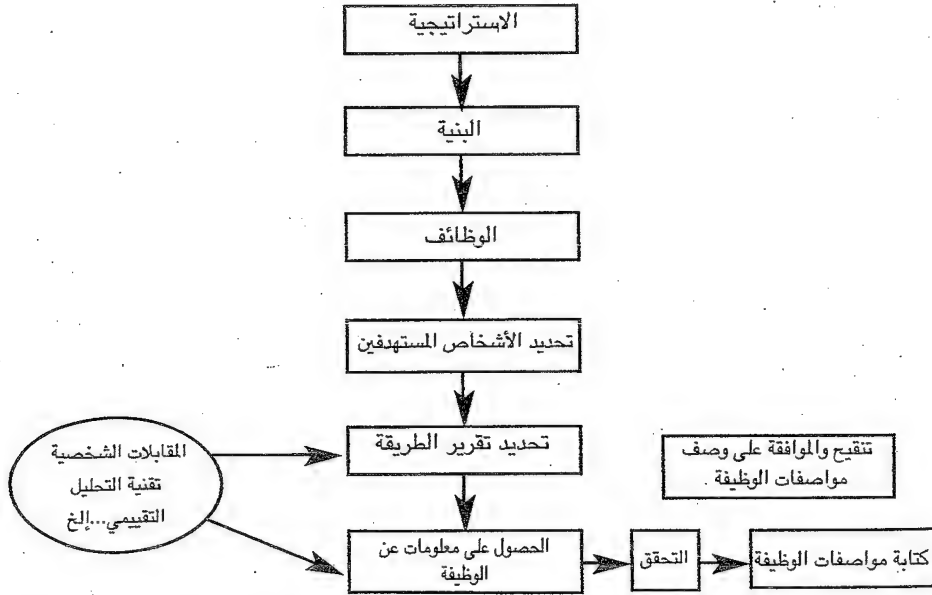 الاستراتيجية
البنية
الوظائف
تحديد الأشخاص المستهدفين
تحديد تقرير الطريقة
المقابلات الشخصية
تقنية التحليل
التقييمي...إلخ
تنقيح والموافقة على وصف
مواصفات الوظيفة .
الحصول على معلومات عن
الوظيفة
التحقق
كتابة مواصفات الوظيفة